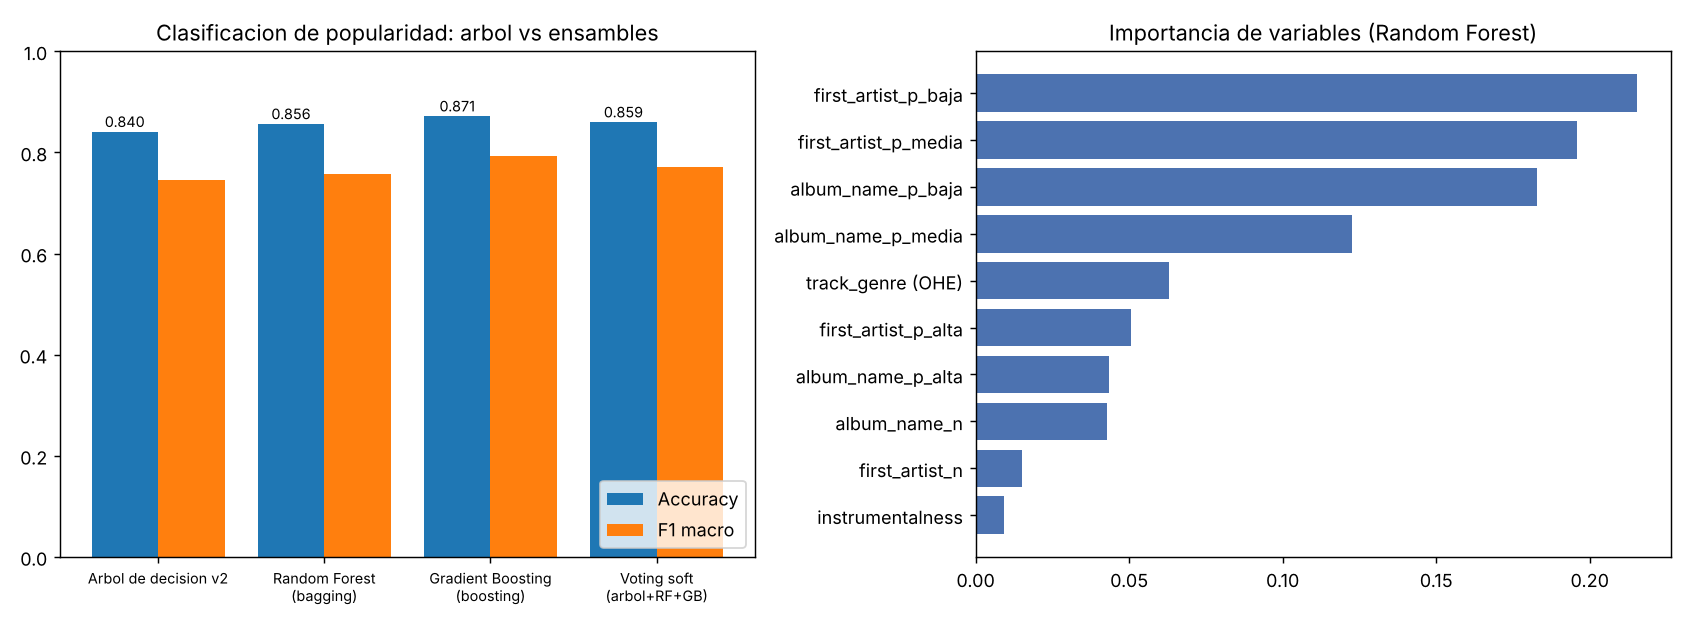 Clasificacion de popularidad: arbol vs ensambles
1.0
0.8
0.6
0.4
0.2
0.0
0.840
0.856
0.871
0.859
Accuracy
F1 macro
Arbol de decision v2
Random Forest
(bagging)
Gradient Boosting
(boosting)
Voting soft
(arbol+RF+GB)
Importancia de variables (Random Forest)
first_artist_p_baja
first_artist_p_media
album_name_p_baja
album_name_p_media
track_genre (OHE)
first_artist_p_alta
album_name_p_alta
album_name_n
first_artist_n
instrumentalness
0.00
0.05
0.10
0.15
0.20